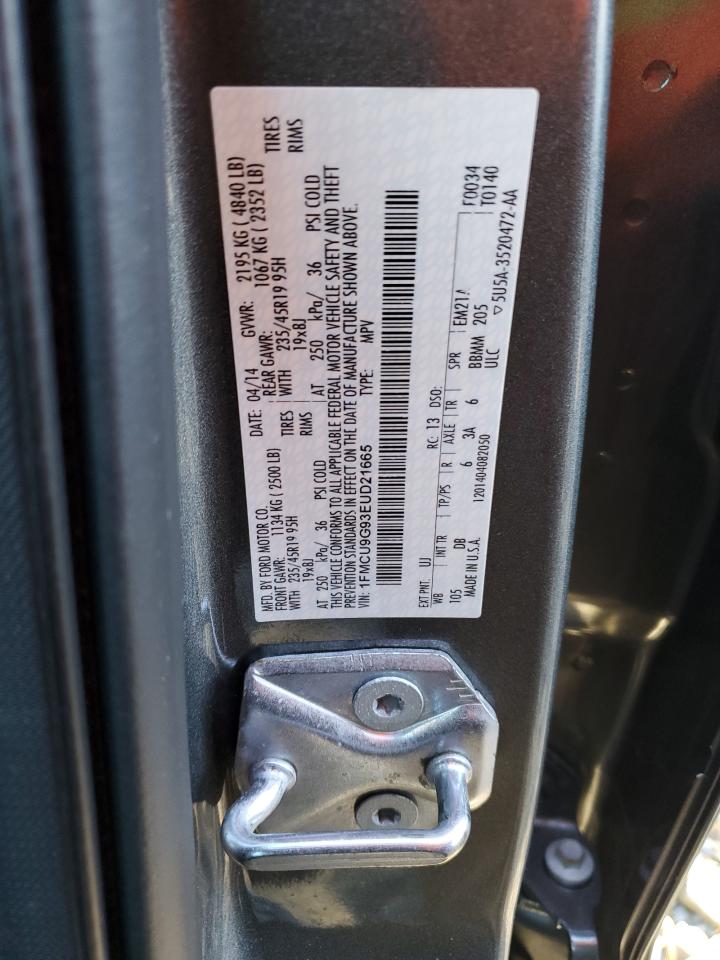 MFD. BY FORD MOTOR CO.
DATE: 04/14 GVWR: 2195 KG ( 4840 LB)
FRONT GAWR: 1134 KG (2500 LB) REAR GAWR: 1067 KG ( 2352 LB)
WITH 235/45R19 95H TIRES WITH 235/45R19 95H TIRES
19x8J RIMS 19x8J RIMS
AT 250 kPa/ 36 PSI COLD AT 250 kPa/ 36 PSI COLD
THIS VEHICLE CONFORMS TO ALL APPLICABLE FEDERAL MOTOR VEHICLE SAFETY AND THEFT
PREVENTION STANDARDS IN EFFECT ON THE DATE OF MANUFACTURE SHOWN ABOVE.
VIN: 1FMCU9G93EUD21665 TYPE: MPV
EXT PNT: UJ RC: 13 DSO: EM21 F0034
WB INT TR TP/PS R AXLE TR SPR 205 T0140
105 DB 6 3A 6 BBMM
MADE IN U.S.A. 1201404082050 ULC ▽5U5A-3520472-AA